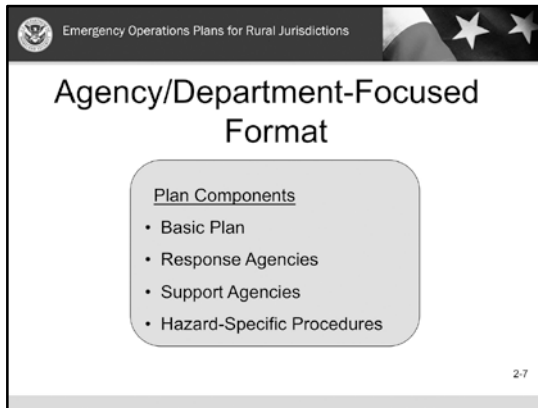 Emergency Operations Plans for Rural Jurisdictions
Agency/Department-Focused
Format
Plan Components
• Basic Plan
• Response Agencies
• Support Agencies
• Hazard-Specific Procedures
2-7